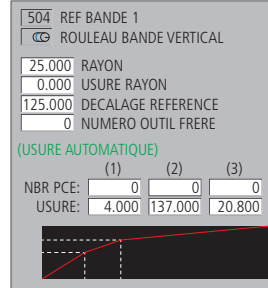 504 REF BANDE 1
ROULEAU BANDE VERTICAL
25.000 RAYON
0.000 USURE RAYON
125.000 DECALAGE REFERENCE
0 NUMERO OUTIL FRERE
(USURE AUTOMATIQUE)
(1) (2) (3)
NBR PCE: 0 0 0
USURE: 4.000 137.000 20.800